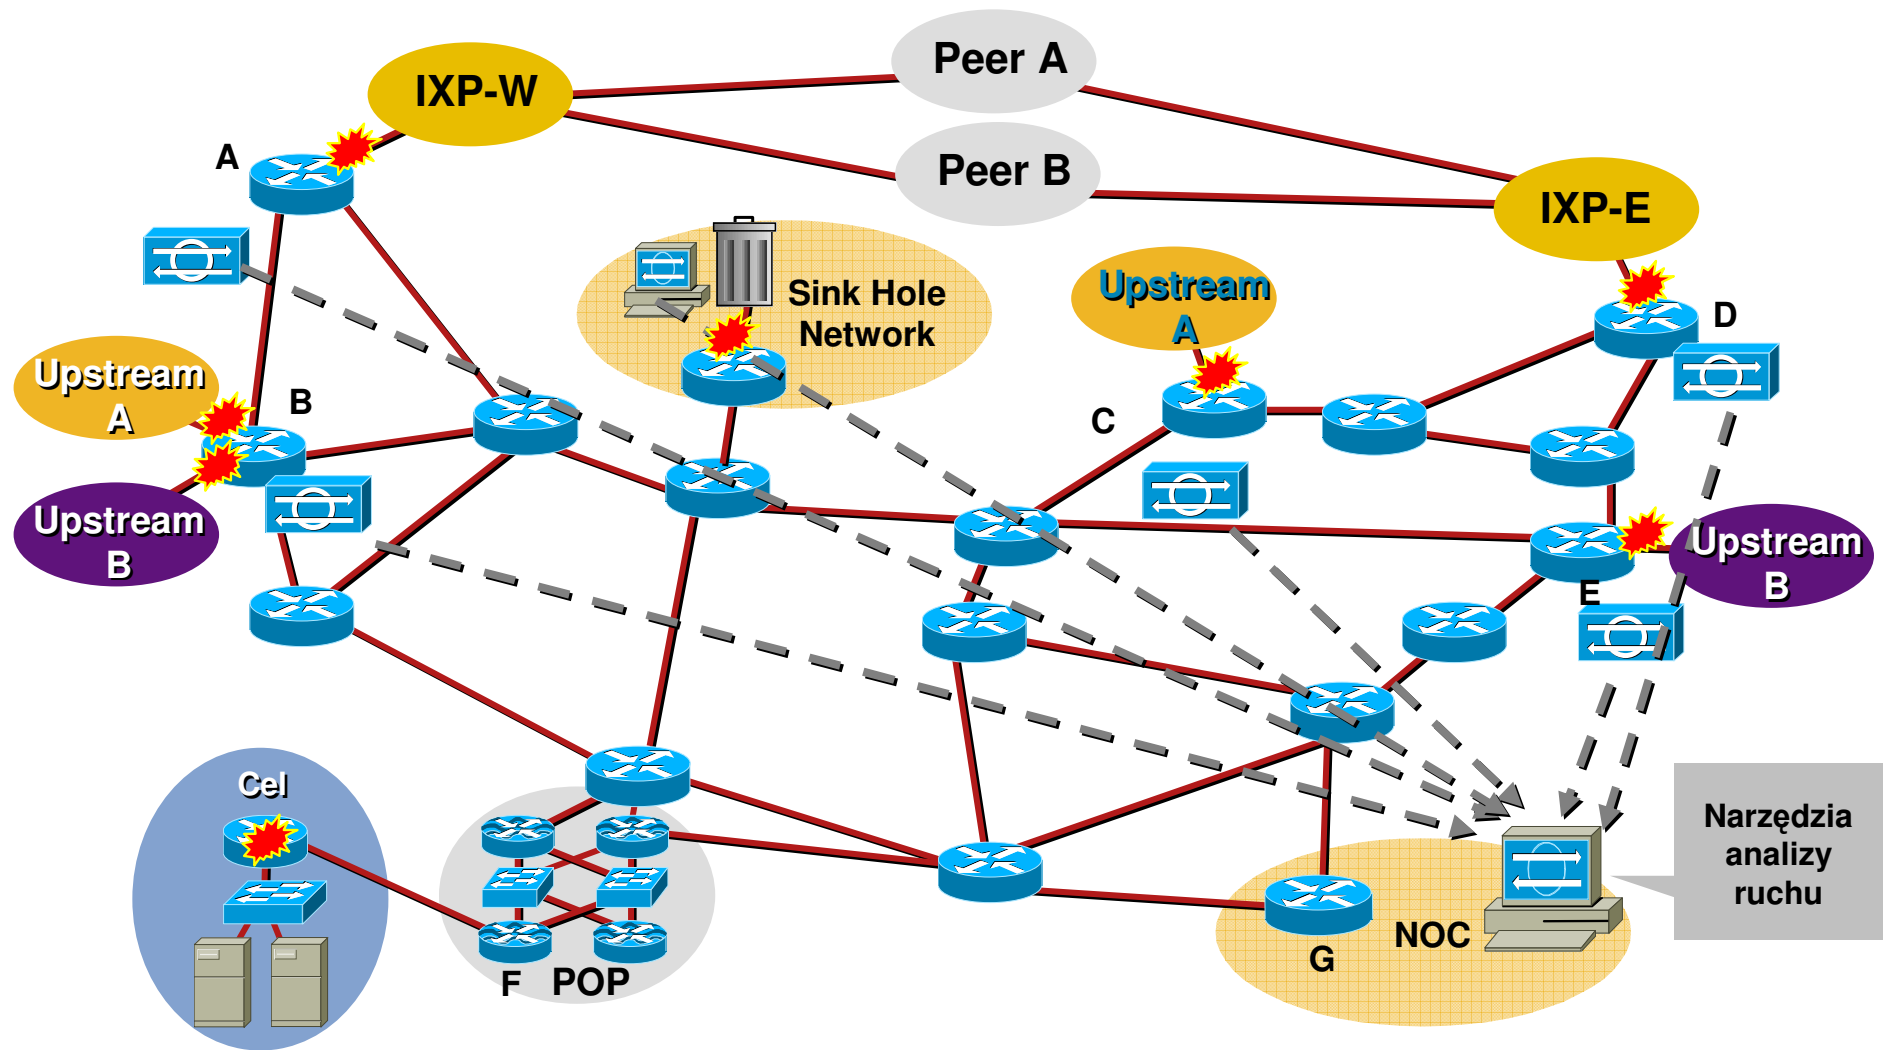 Peer A
IXP-W
A
Peer B
IXP-E
Sink Hole
Network
Upstream
A
D
Upstream
A
B
C
Upstream
B
Upstream
B
E
Cel
Narzędzia
analizy
ruchu
NOC
G
F
POP